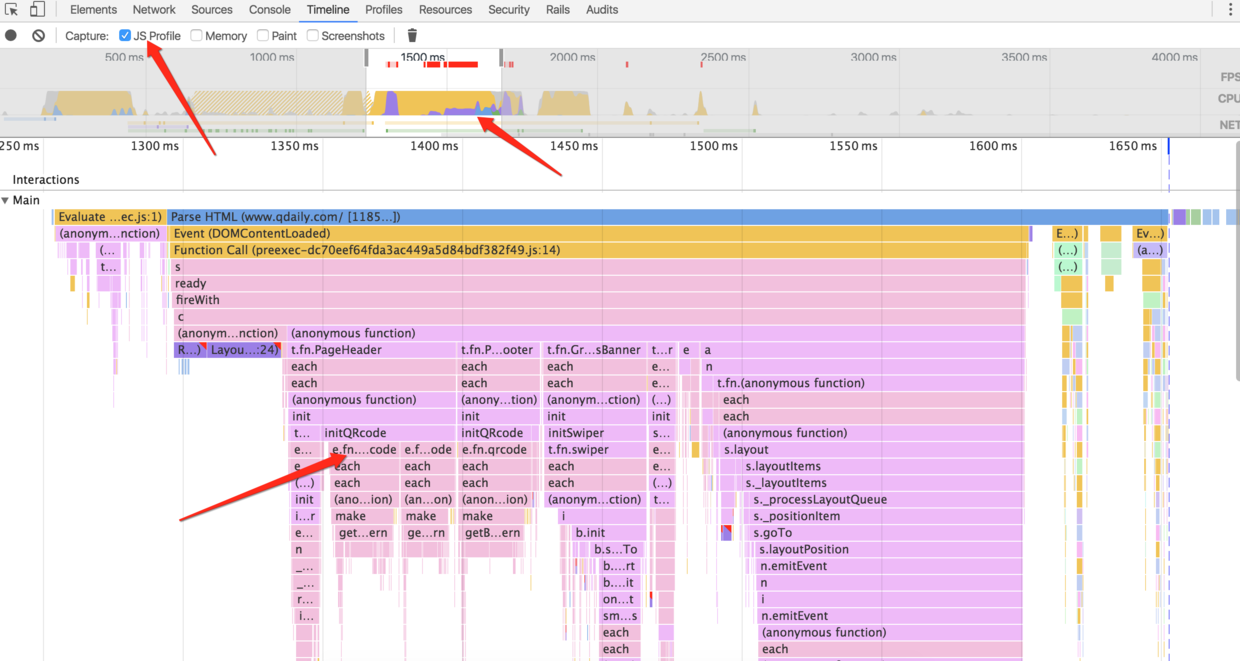 Elements Network Sources Console Timeline Profiles Resources Security Rails Audits
Capture: JS Profile Memory Paint Screenshots
500 ms 1000 ms 1500 ms 2000 ms 2500 ms 3000 ms 3500 ms 4000 ms
FPS
CPU
NET
250 ms 1300 ms 1350 ms 1400 ms 1450 ms 1500 ms 1550 ms 1600 ms 1650 ms
Interactions
Main
Evaluate ...ec.js:1) Parse HTML (www.qdaily.com/ [1185...])
(anonym...nction) Event (DOMContentLoaded) E...) Ev...)
(... Function Call (preexec-dc70eef64fda3ac449a5d84bdf382f49.js:14) (...) (a...)
t... s (...)
ready
fireWith
c
(anonym...nction) (anonymous function)
R...) Layou...:24) t.fn.PageHeader t.fn.P...ooter t.fn.Gr...sBanner t...r e a
each each each e... n
each each each e... t.fn.(anonymous function)
(anonymous function) (anony...tion) (anonym...ction) (...) each
init init init init each
t... initQRcode initQRcode initSwiper s... (anonymous function)
e... e.fn....code e.f...ode e.fn.qrcode t.fn.swiper e... s.layout
e... each each each each e... s.layoutItems
(...) each each each each (...) s._layoutItems
init (ano...ion) (an...on) (anon...ion) (anonym...ction) t... s._processLayoutQueue
i...r make make make i s._positionItem
e... get...ern ge...rn getB...ern b.init s.goTo
n b.s...To s.layoutPosition
_... b....rt n.emitEvent
_... b....it n
r... on...t i
i... sm...s n.emitEvent
each (anonymous function)
each each